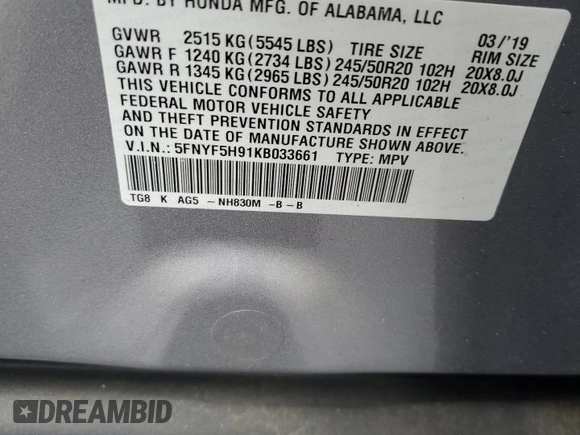 MFD. BY HONDA MFG. OF ALABAMA, LLC
03/'19
GVWR 2515 KG (5545 LBS) TIRE SIZE RIM SIZE
GAWR F 1240 KG (2734 LBS) 245/50R20 102H 20X8.0J
GAWR R 1345 KG (2965 LBS) 245/50R20 102H 20X8.0J
THIS VEHICLE CONFORMS TO ALL APPLICABLE
FEDERAL MOTOR VEHICLE SAFETY
AND THEFT PREVENTION STANDARDS IN EFFECT
ON THE DATE OF MANUFACTURE SHOWN ABOVE.
V.I.N.: 5FNYF5H91KB033661 TYPE: MPV
TG8 K AG5 -NH830M -B-B
DREAMBID